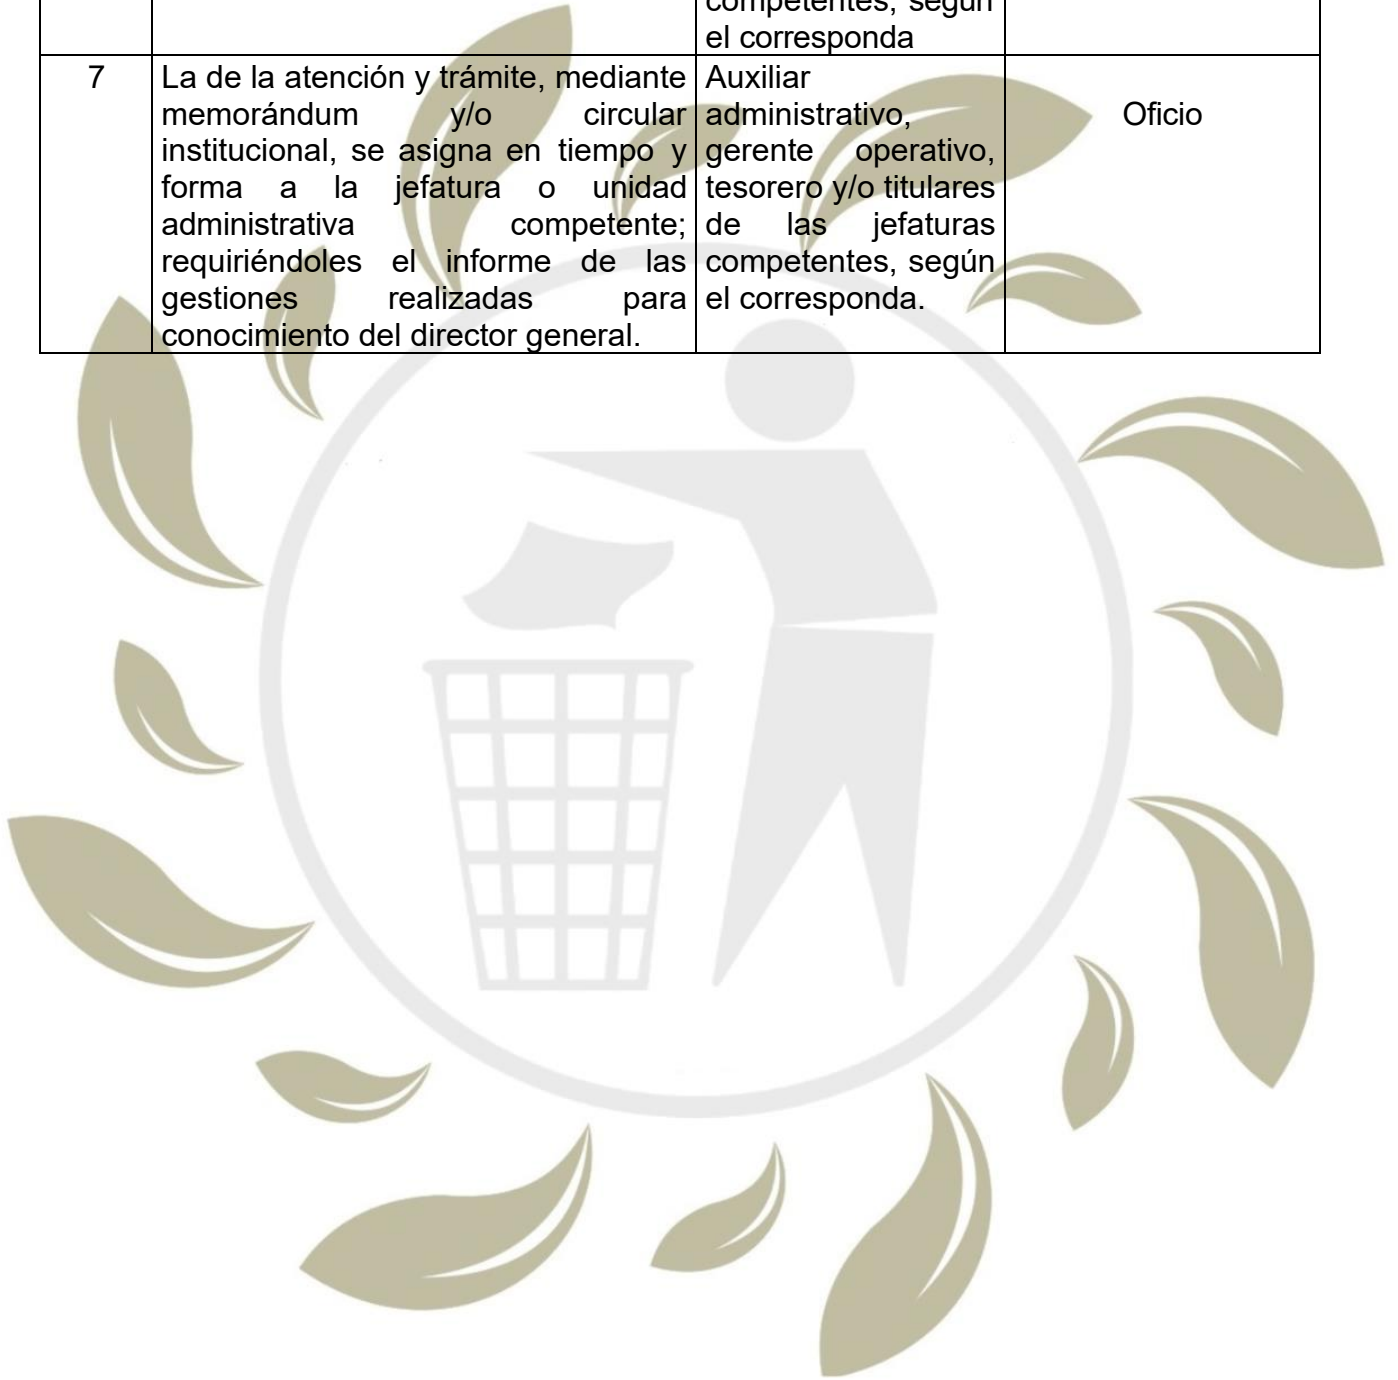 competentes, según
el corresponda
7
La de la atención y trámite, mediante
memorándum y/o circular
institucional, se asigna en tiempo y
forma a la jefatura o unidad
administrativa competente;
requiriéndoles el informe de las
gestiones realizadas para
conocimiento del director general.
Auxiliar
administrativo,
gerente operativo,
tesorero y/o titulares
de las jefaturas
competentes, según
el corresponda.
Oficio